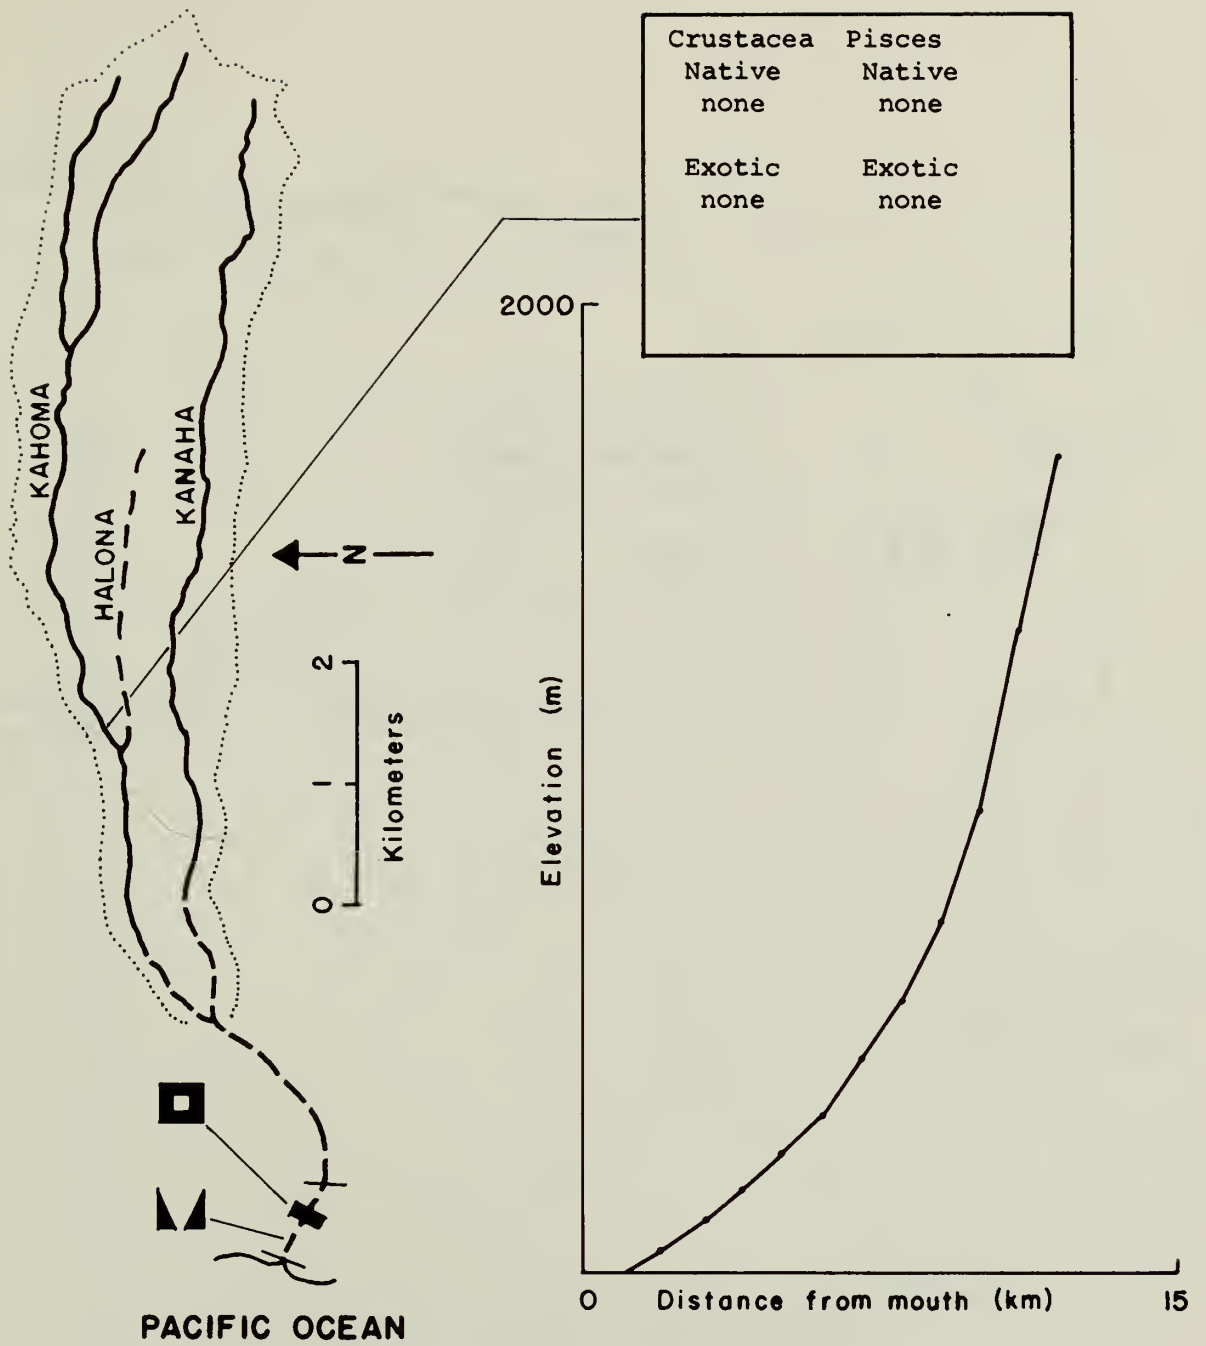 Crustacea Pisces
Native Native
none none
Exotic Exotic
none none
2000
KAHOMA
HALONA
KANAHA
N
2
1
0
Kilometers
Elevation (m)
0 Distance from mouth (km) 15
PACIFIC OCEAN